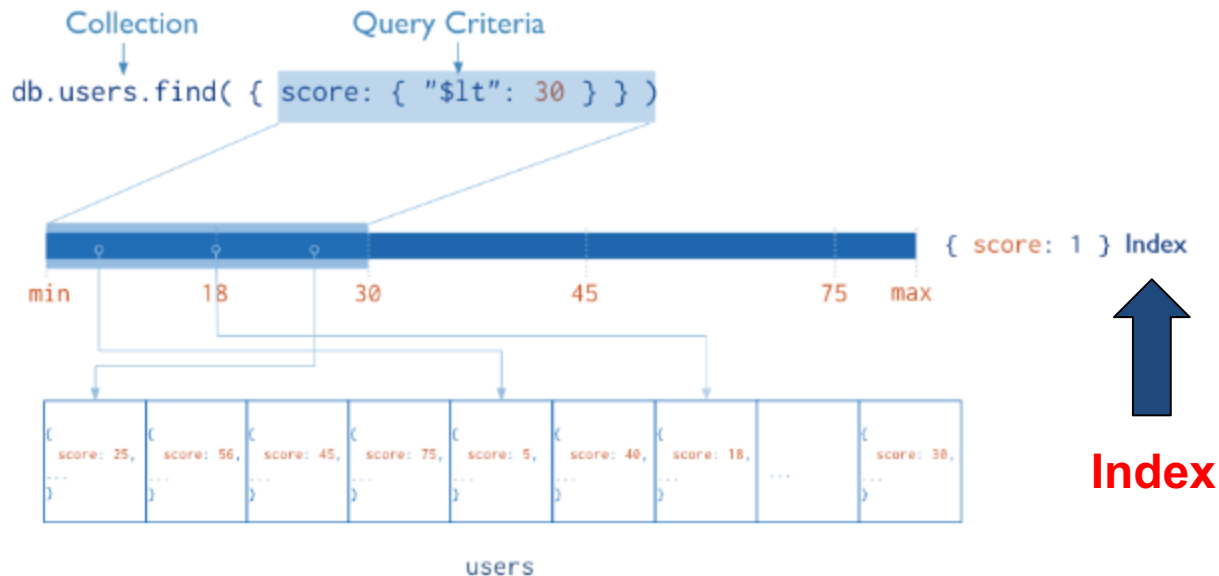 Collection Query Criteria
db.users.find( { score: { "$lt": 30 } } )
{ score: 1 } Index
min 18 30 45 75 max
Index
{ { { { { { { {
score: 25, score: 56, score: 45, score: 75, score: 5, score: 40, score: 18, score: 30,
... ... ... ... ... ... ... ... ...
} } } } } } } }
users